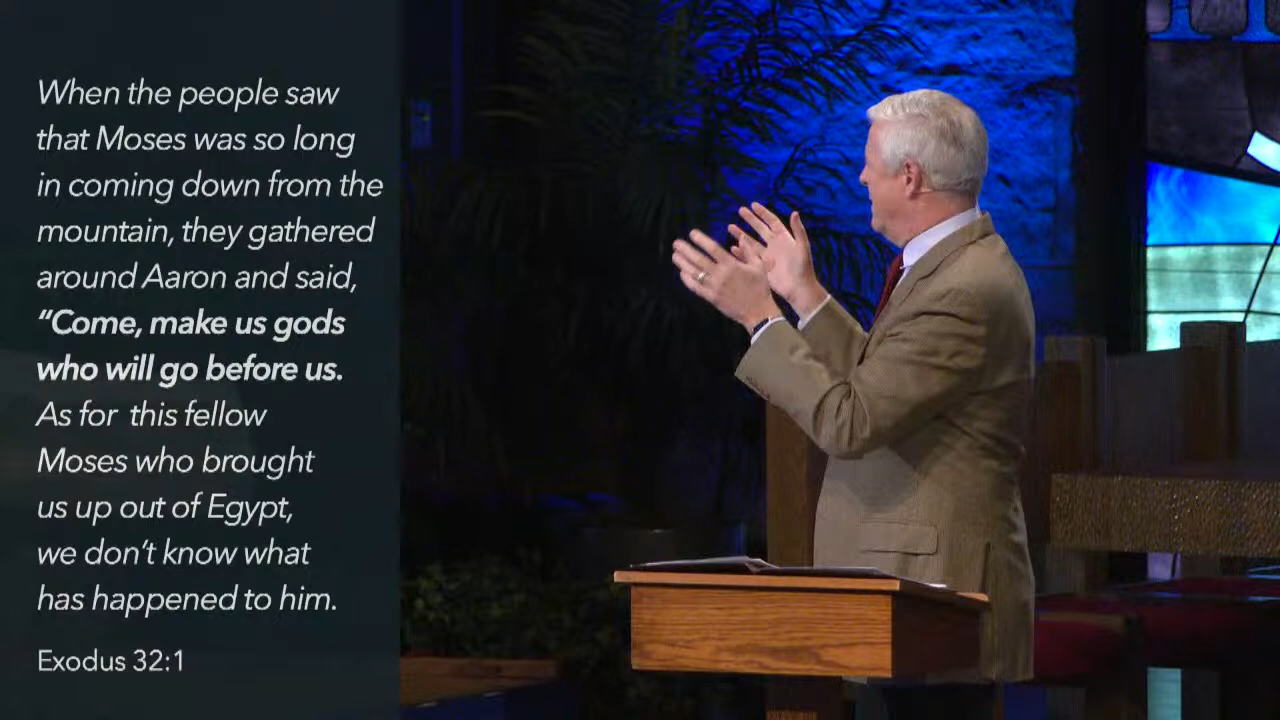 When the people saw
that Moses was so long
in coming down from the
mountain, they gathered
around Aaron and said,
“Come, make us gods
who will go before us.
As for this fellow
Moses who brought
us up out of Egypt,
we don’t know what
has happened to him.
Exodus 32:1